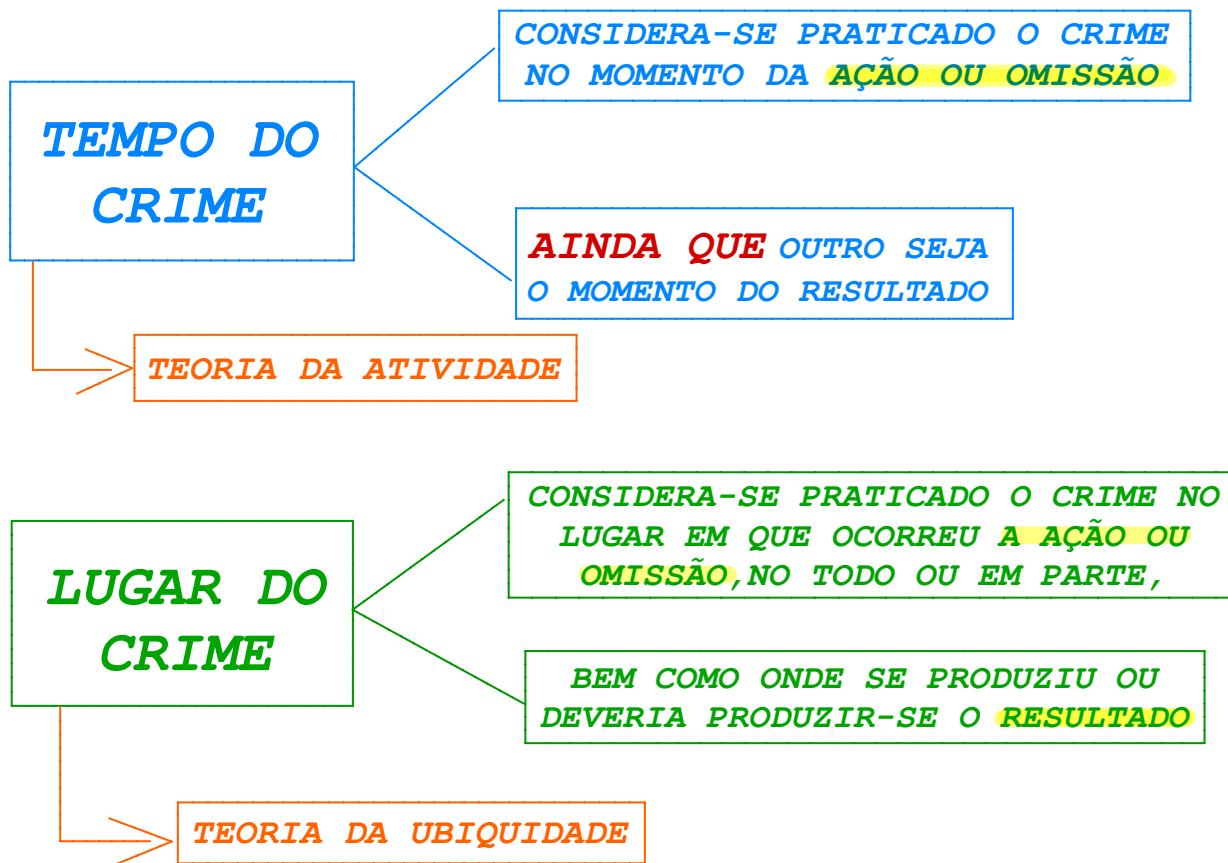 CONSIDERA-SE PRATICADO O CRIME
NO MOMENTO DA AÇÃO OU OMISSÃO
TEMPO DO
CRIME
AINDA QUE OUTRO SEJA
O MOMENTO DO RESULTADO
TEORIA DA ATIVIDADE
CONSIDERA-SE PRATICADO O CRIME NO
LUGAR EM QUE OCORREU A AÇÃO OU
OMISSÃO,NO TODO OU EM PARTE,
LUGAR DO
CRIME
BEM COMO ONDE SE PRODUZIU OU
DEVERIA PRODUZIR-SE O RESULTADO
TEORIA DA UBIQUIDADE